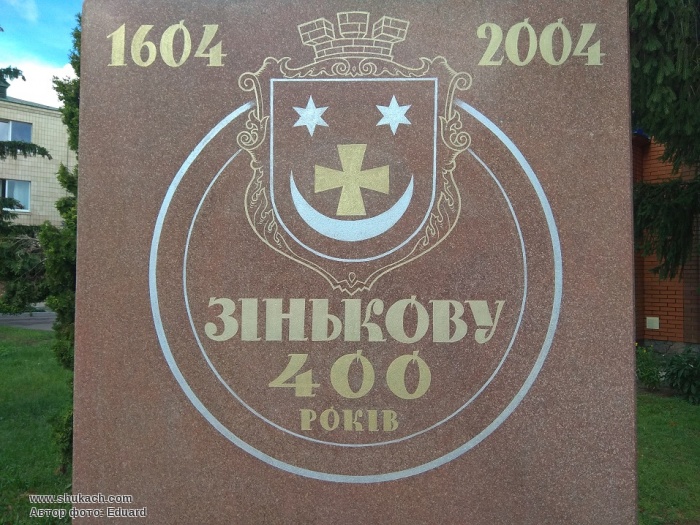 1604 2004
ЗІНЬКОВУ
400
РОКІВ
www.shukach.com
Автор фото: Eduard